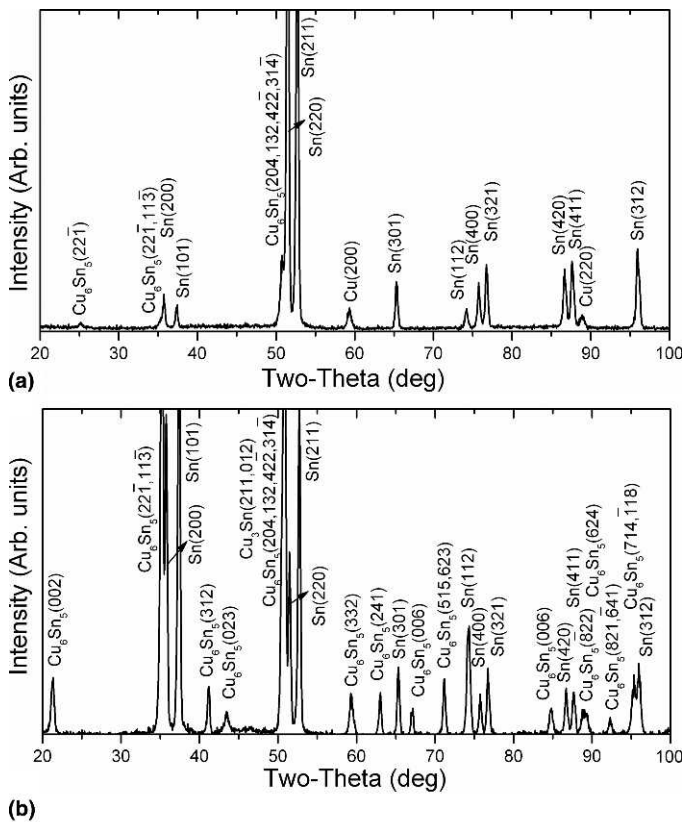 Intensity (Arb. units)
Cu₆Sn₅(22̅1̅)
Cu₆Sn₅(22̅1,113̅)
Sn(200)
Sn(101)
Cu₆Sn₅(204,132,42̅2̅,31̅4̅)
Sn(220)
Sn(211)
Cu(200)
Sn(301)
Sn(112)
Sn(400)
Sn(321)
Sn(420)
Sn(411)
Cu(220)
Sn(312)
20 30 40 50 60 70 80 90 100
Two-Theta (deg)
(a)
Intensity (Arb. units)
Cu₆Sn₅(002)
Cu₆Sn₅(22̅1,113̅)
Sn(200)
Sn(101)
Cu₆Sn₅(312)
Cu₆Sn₅(023)
Cu₃Sn(211,012)
Cu₆Sn₅(204,132,422,314̅)
Sn(220)
Sn(211)
Cu₆Sn₅(332)
Cu₆Sn₅(241)
Sn(301)
Cu₆Sn₅(006)
Cu₆Sn₅(515,623)
Sn(112)
Sn(400)
Sn(321)
Cu₆Sn₅(006)
Sn(420)
Sn(411)
Cu₆Sn₅(822)
Cu₆Sn₅(624)
Cu₆Sn₅(821,641)
Cu₆Sn₅(714,1̅18)
Sn(312)
20 30 40 50 60 70 80 90 100
Two-Theta (deg)
(b)